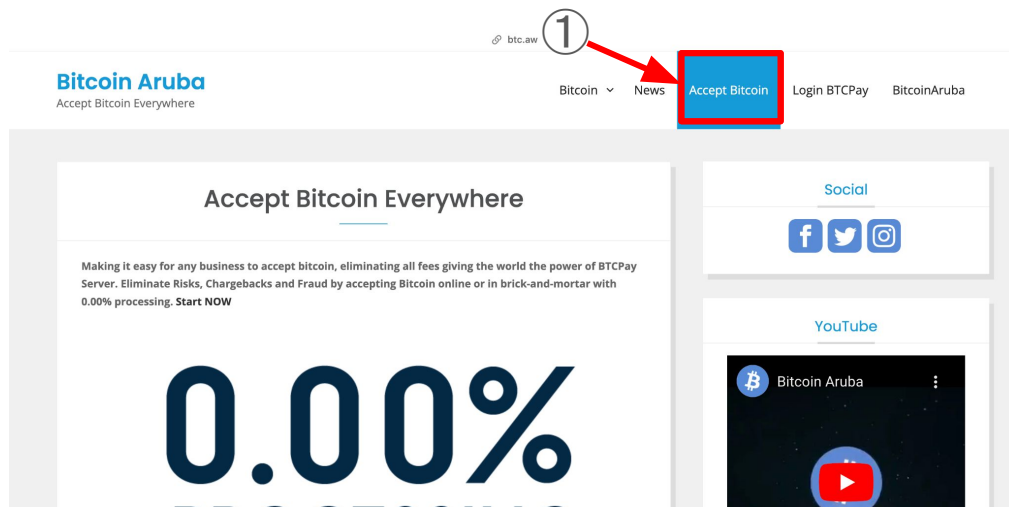 btc.aw
①
Bitcoin Aruba
Accept Bitcoin Everywhere
Bitcoin News Accept Bitcoin Login BTCPay BitcoinAruba
Accept Bitcoin Everywhere
Making it easy for any business to accept bitcoin, eliminating all fees giving the world the power of BTCPay
Server. Eliminate Risks, Chargebacks and Fraud by accepting Bitcoin online or in brick-and-mortar with
0.00% processing. Start NOW
0.00%
Social
YouTube
Bitcoin Aruba